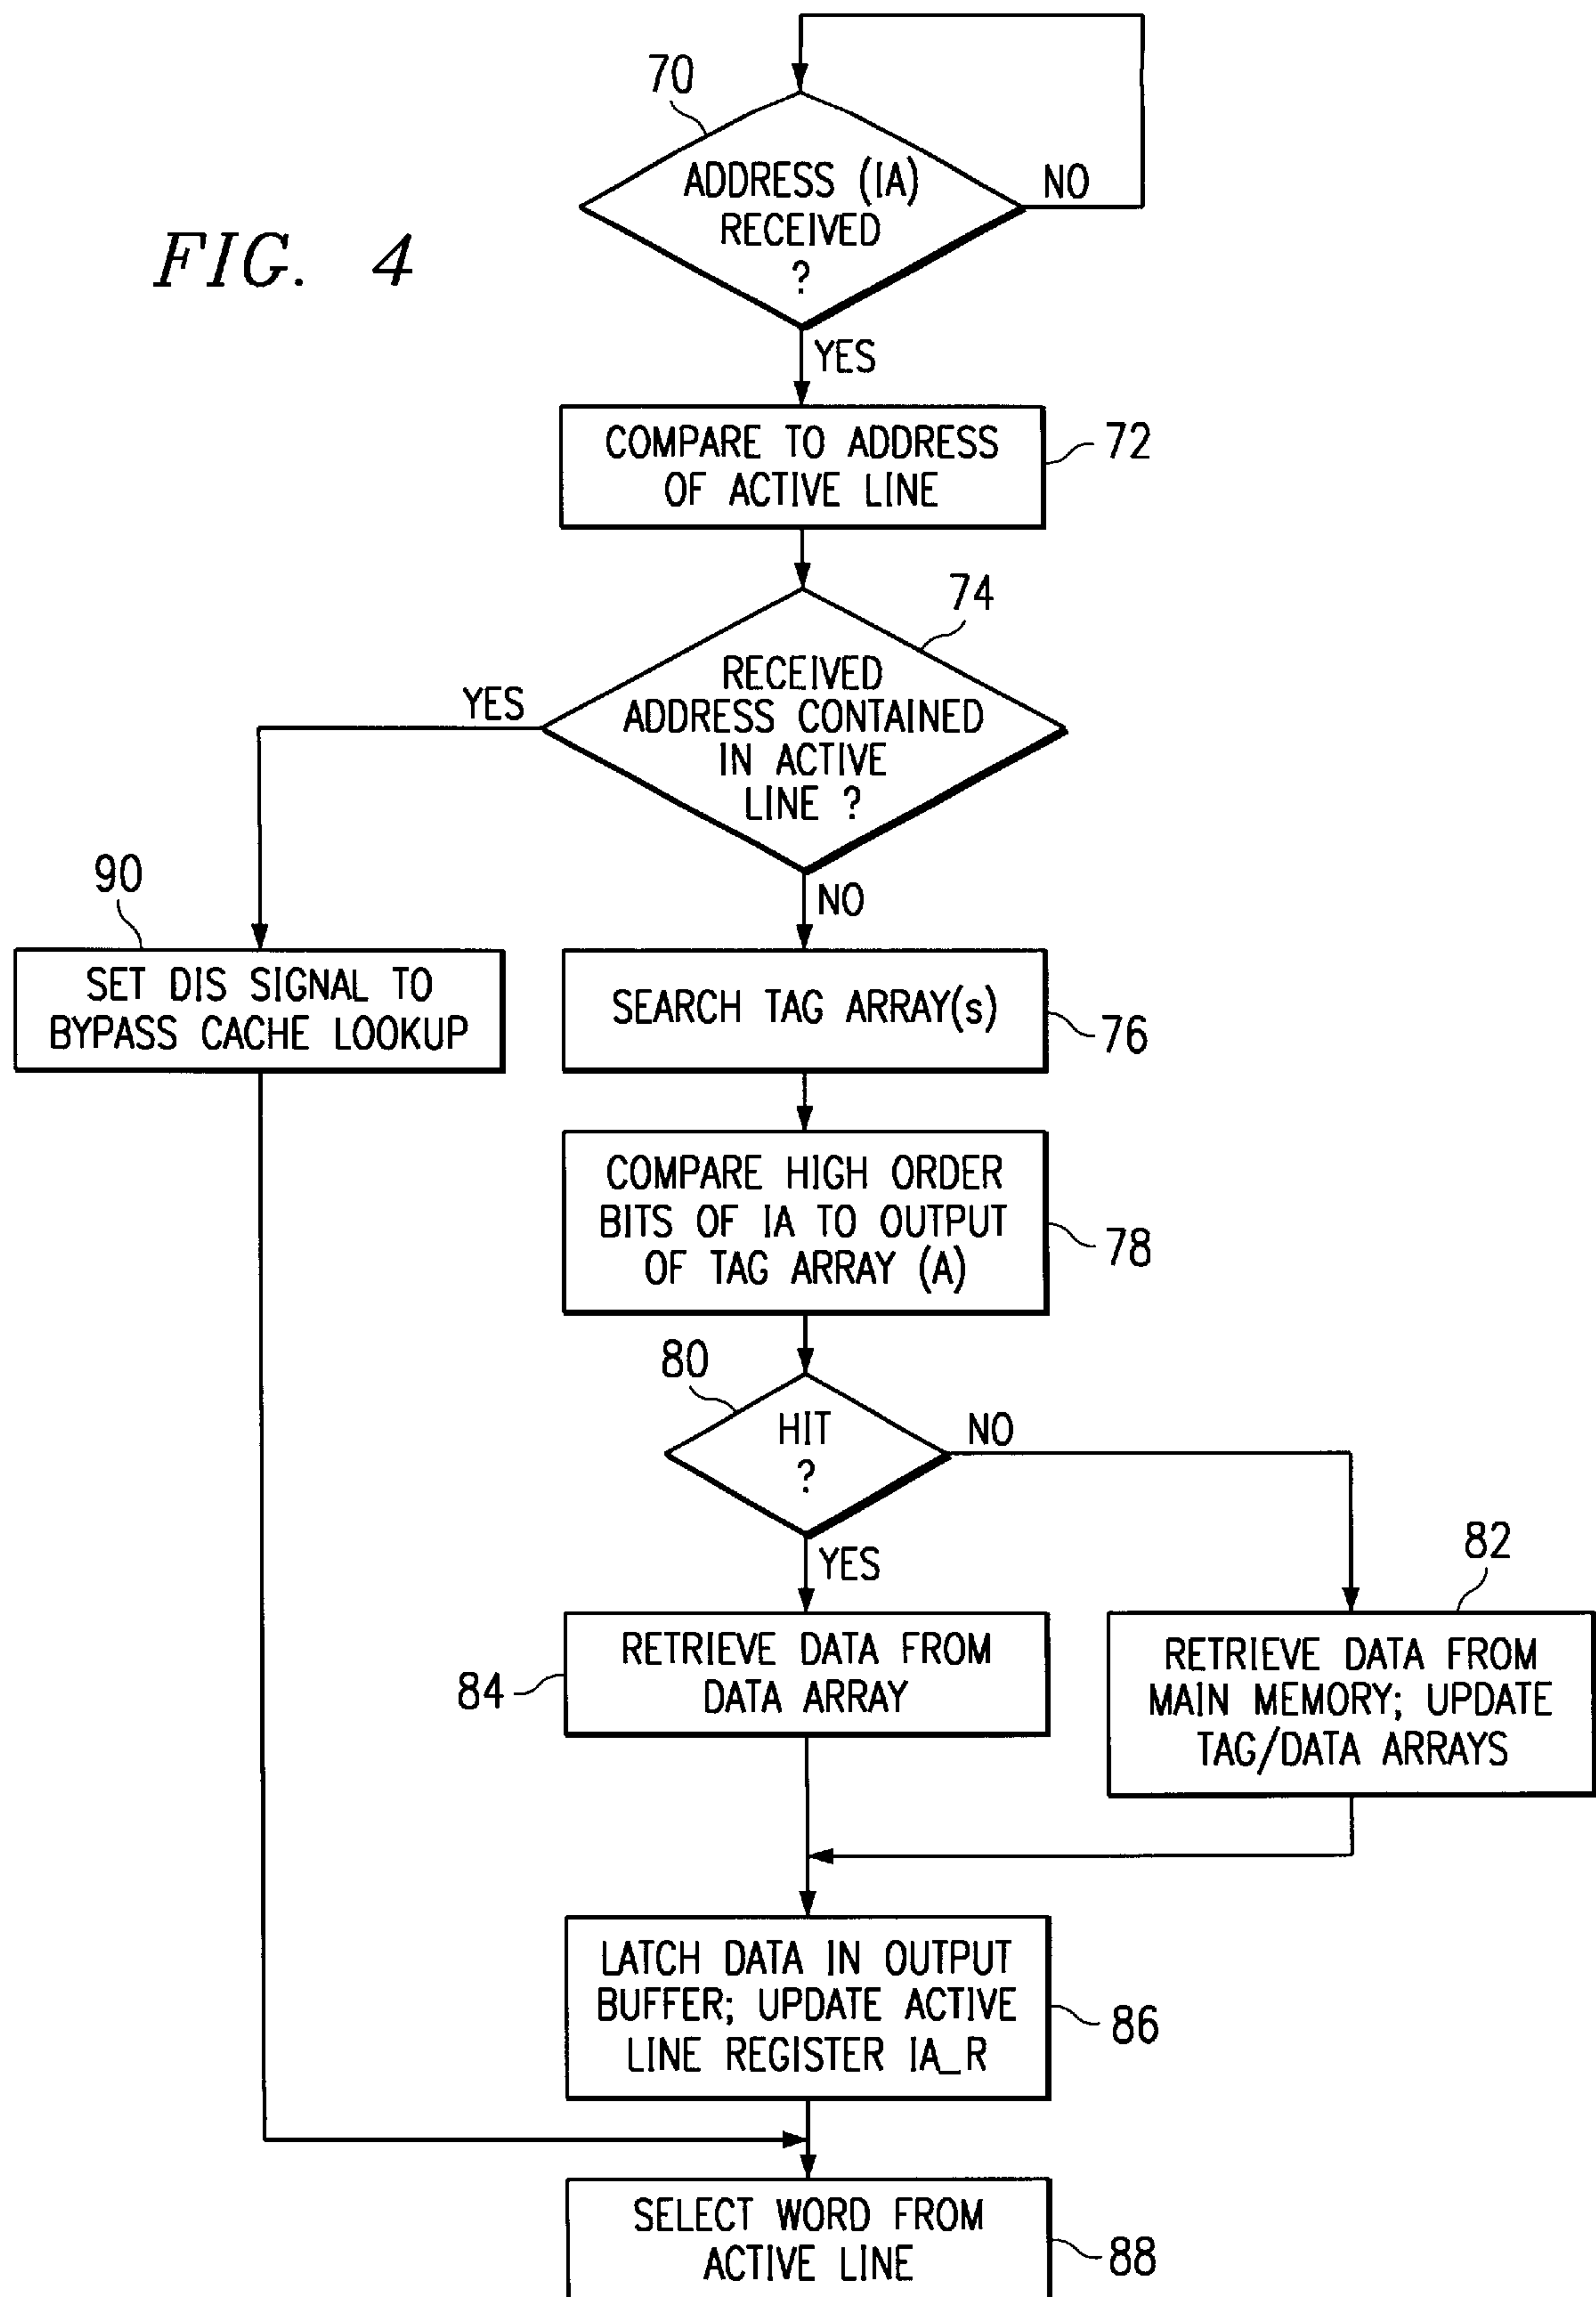 FIG. 4
70
ADDRESS (IA)
RECEIVED
?
NO
YES
COMPARE TO ADDRESS
OF ACTIVE LINE
72
74
RECEIVED
ADDRESS CONTAINED
IN ACTIVE
LINE ?
YES
NO
90
SET DIS SIGNAL TO
BYPASS CACHE LOOKUP
SEARCH TAG ARRAY(s)
76
COMPARE HIGH ORDER
BITS OF IA TO OUTPUT
OF TAG ARRAY (A)
78
80
HIT
?
NO
YES
82
84
RETRIEVE DATA FROM
DATA ARRAY
RETRIEVE DATA FROM
MAIN MEMORY; UPDATE
TAG/DATA ARRAYS
LATCH DATA IN OUTPUT
BUFFER; UPDATE ACTIVE
LINE REGISTER IA_R
86
SELECT WORD FROM
ACTIVE LINE
88